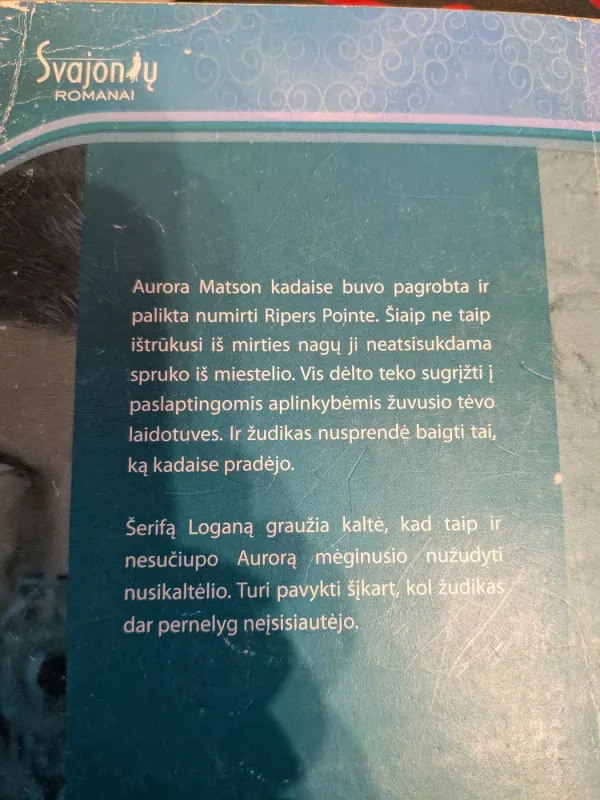 Svajonių
ROMANAI
Aurora Matson kadaise buvo pagrobta ir
palikta numirti Ripers Pointe. Šiaip ne taip
ištrūkusi iš mirties nagų ji neatsisukdama
spruko iš miestelio. Vis dėlto teko sugrįžti į
paslaptingomis aplinkybėmis žuvusio tėvo
laidotuves. Ir žudikas nusprendė baigti tai,
ką kadaise pradėjo.
Šerifą Loganą graužia kaltė, kad taip ir
nesučiupo Aurorą mėginusio nužudyti
nusikaltėlio. Turi pavykti šįkart, kol žudikas
dar pernelyg neįsisiautėjo.